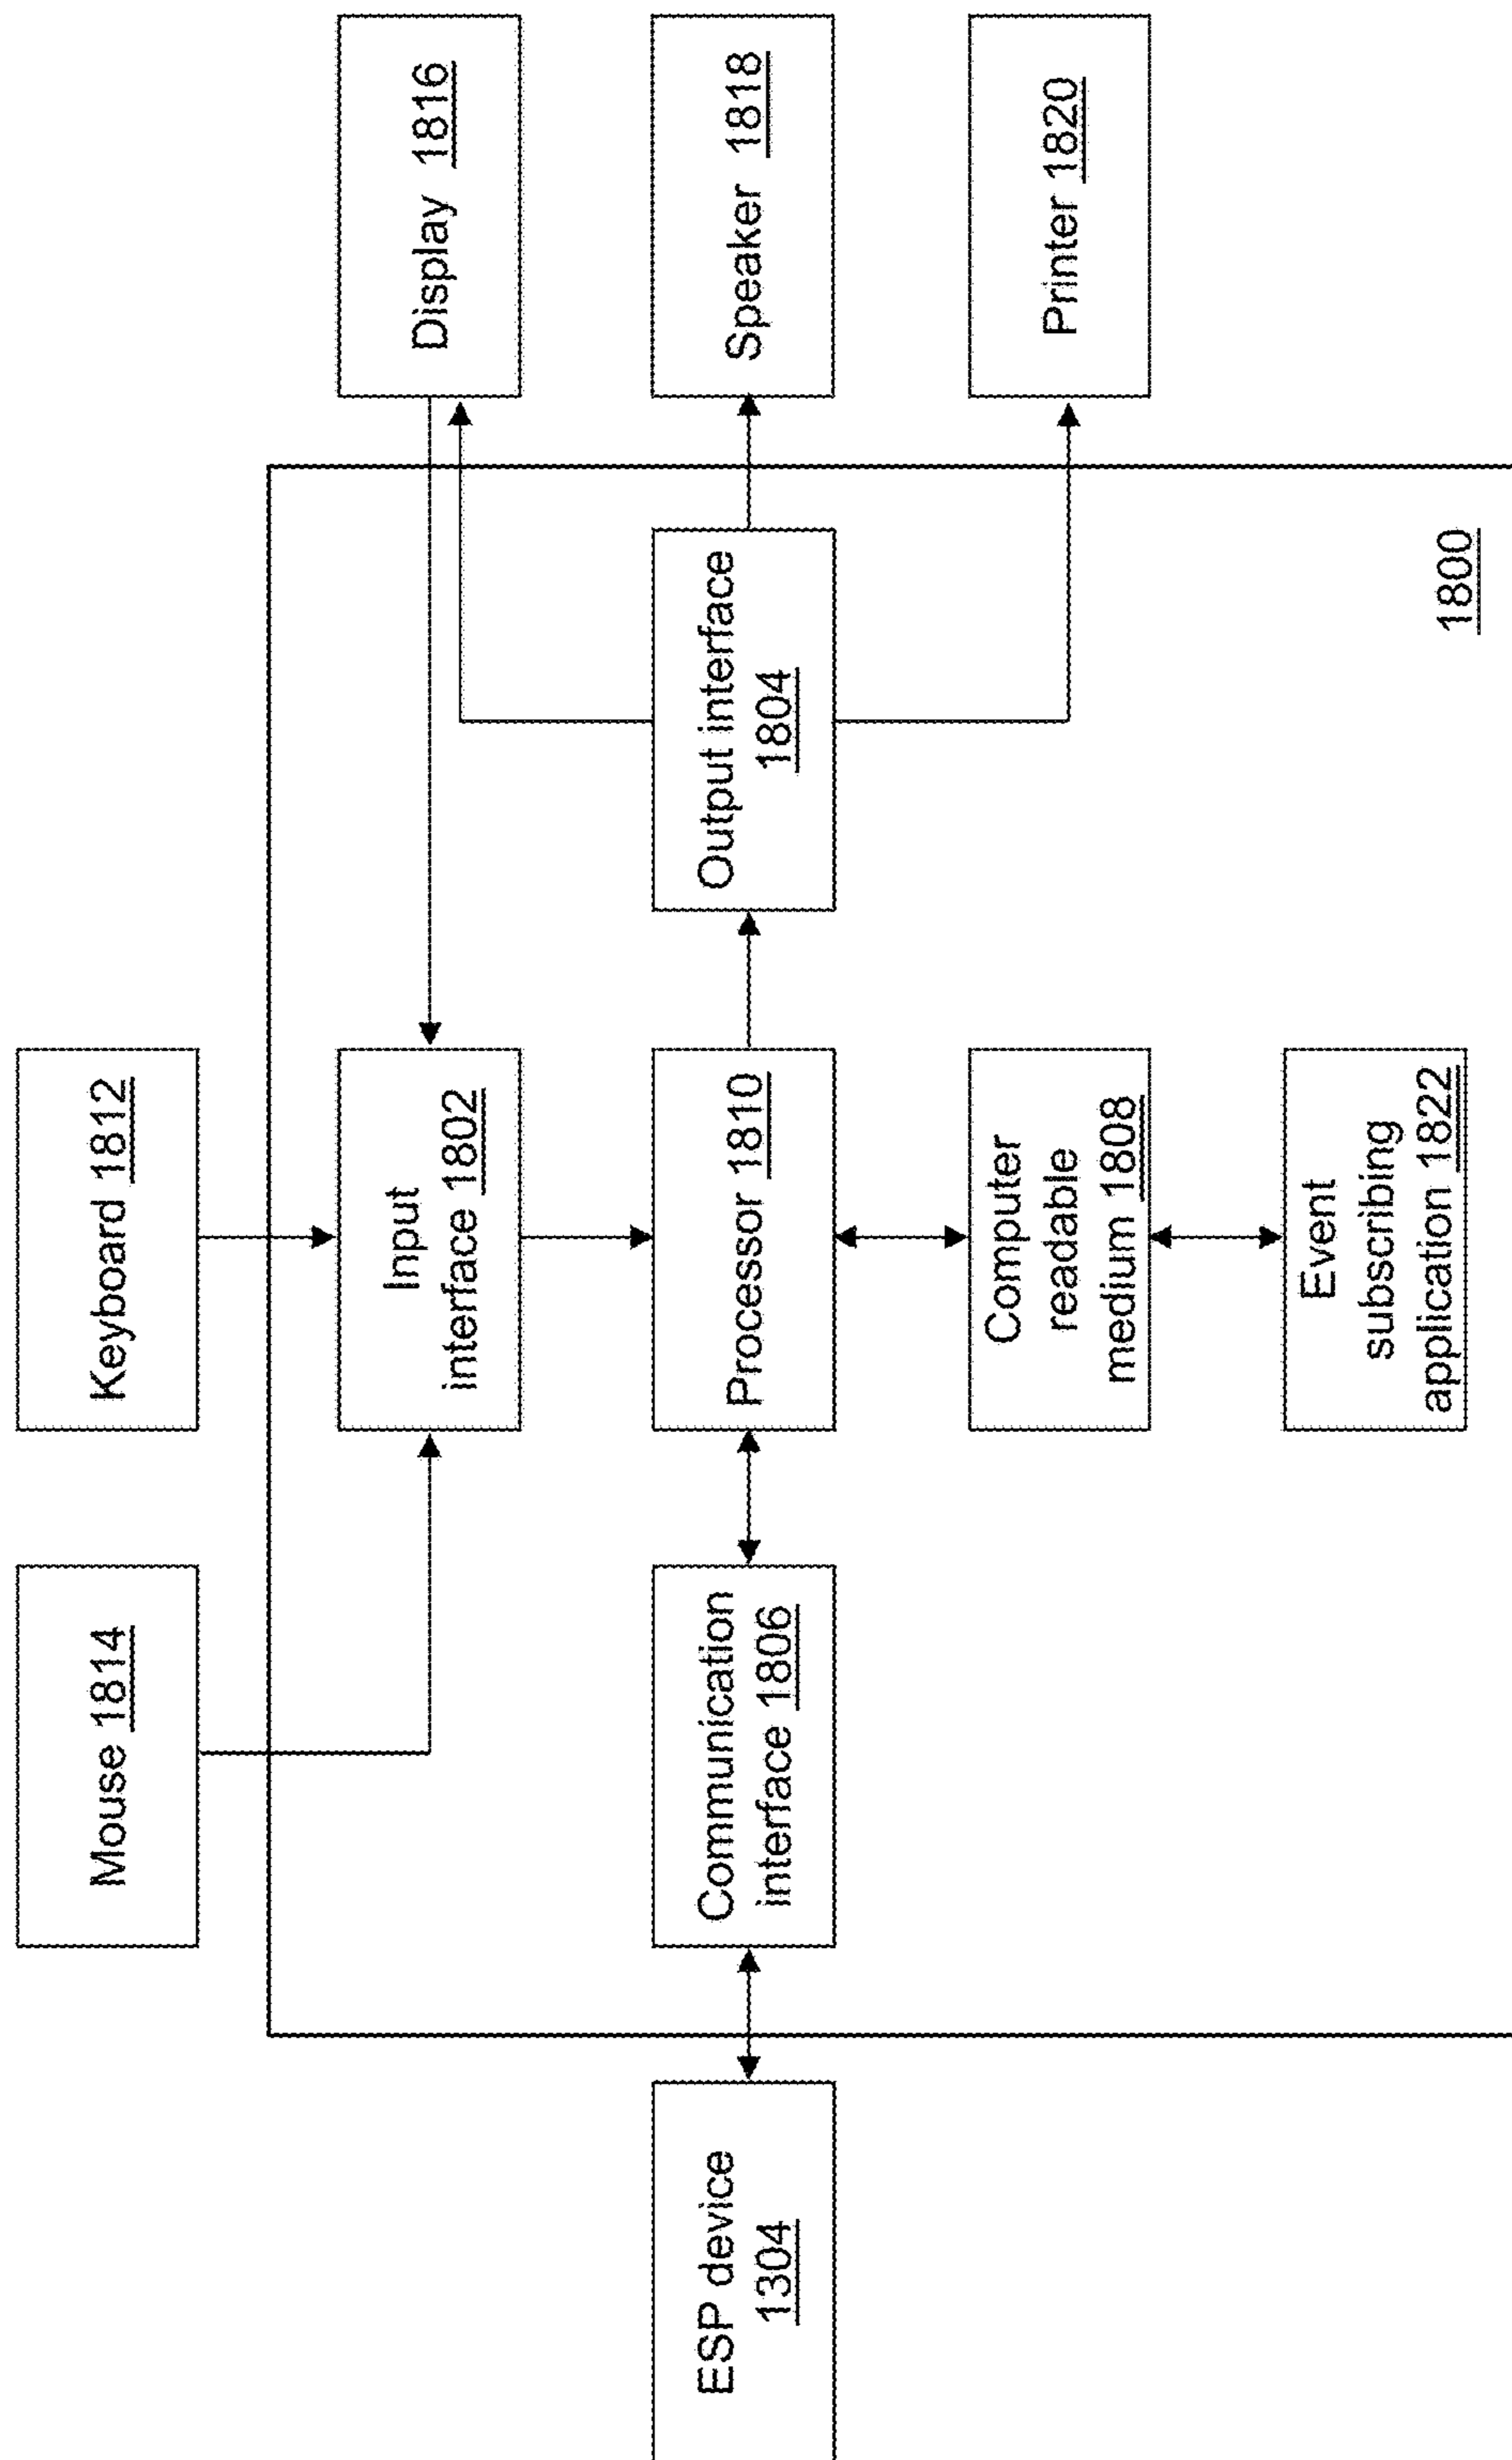 Mouse 1814
Keyboard 1812
Input
interface 1802
Display 1816
ESP device
1304
Communication
interface 1806
Processor 1810
Output interface
1804
Speaker 1818
Computer
readable
medium 1808
Printer 1820
Event
subscribing
application 1822
1800